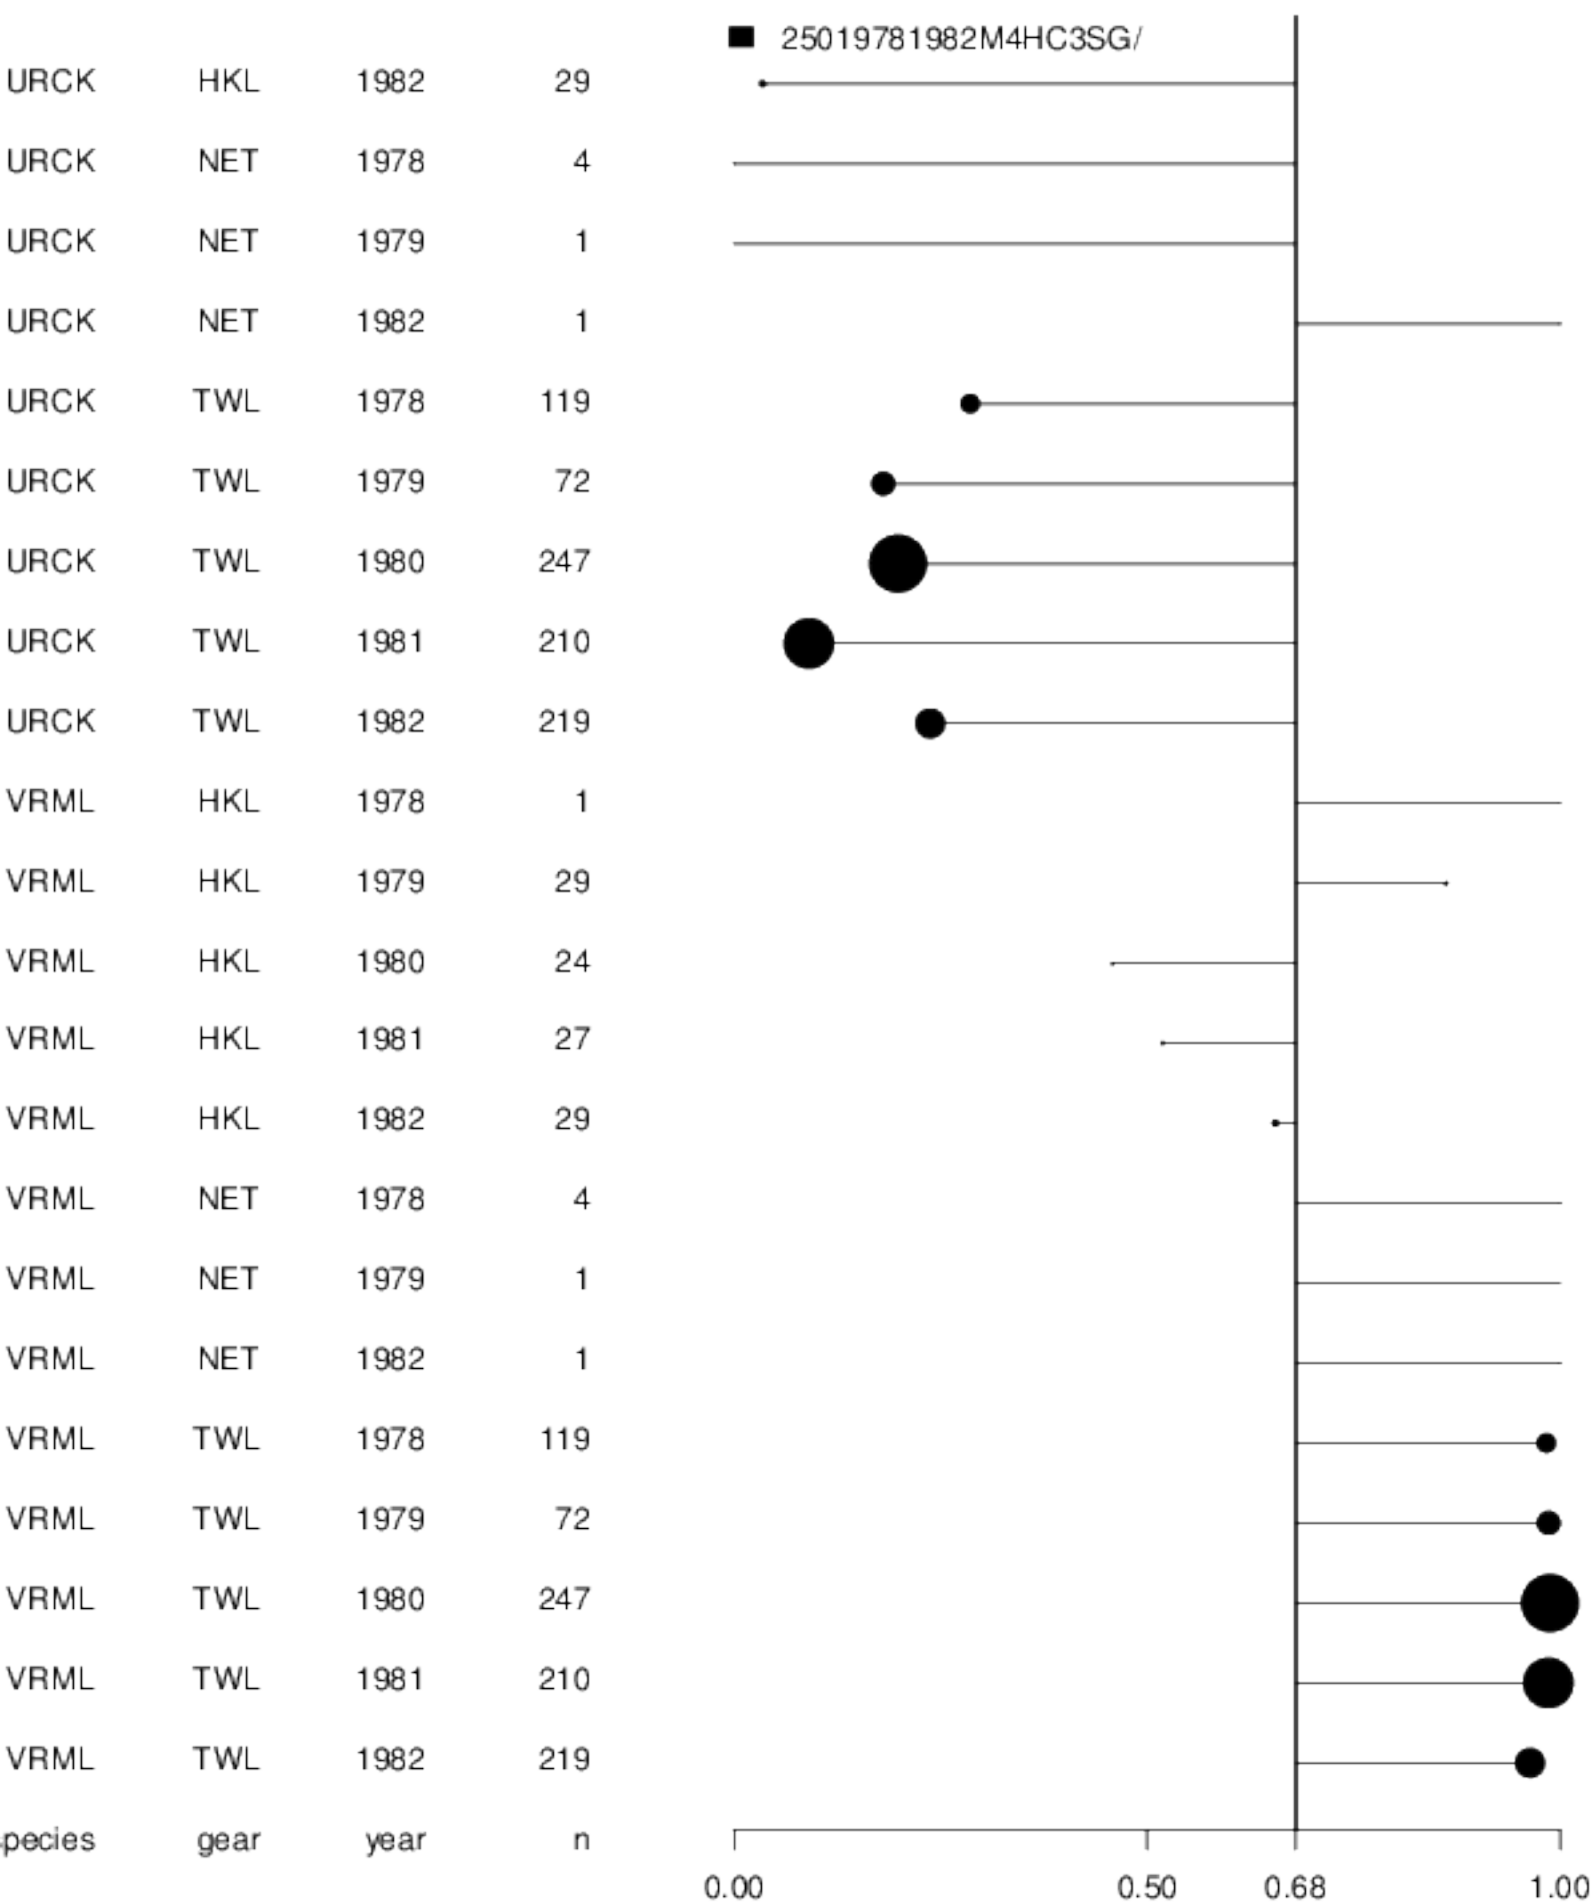 25019781982M4HC3SG/
URCK HKL 1982 29
URCK NET 1978 4
URCK NET 1979 1
URCK NET 1982 1
URCK TWL 1978 119
URCK TWL 1979 72
URCK TWL 1980 247
URCK TWL 1981 210
URCK TWL 1982 219
VRML HKL 1978 1
VRML HKL 1979 29
VRML HKL 1980 24
VRML HKL 1981 27
VRML HKL 1982 29
VRML NET 1978 4
VRML NET 1979 1
VRML NET 1982 1
VRML TWL 1978 119
VRML TWL 1979 72
VRML TWL 1980 247
VRML TWL 1981 210
VRML TWL 1982 219
pecies gear year n
0.00 0.50 0.68 1.00